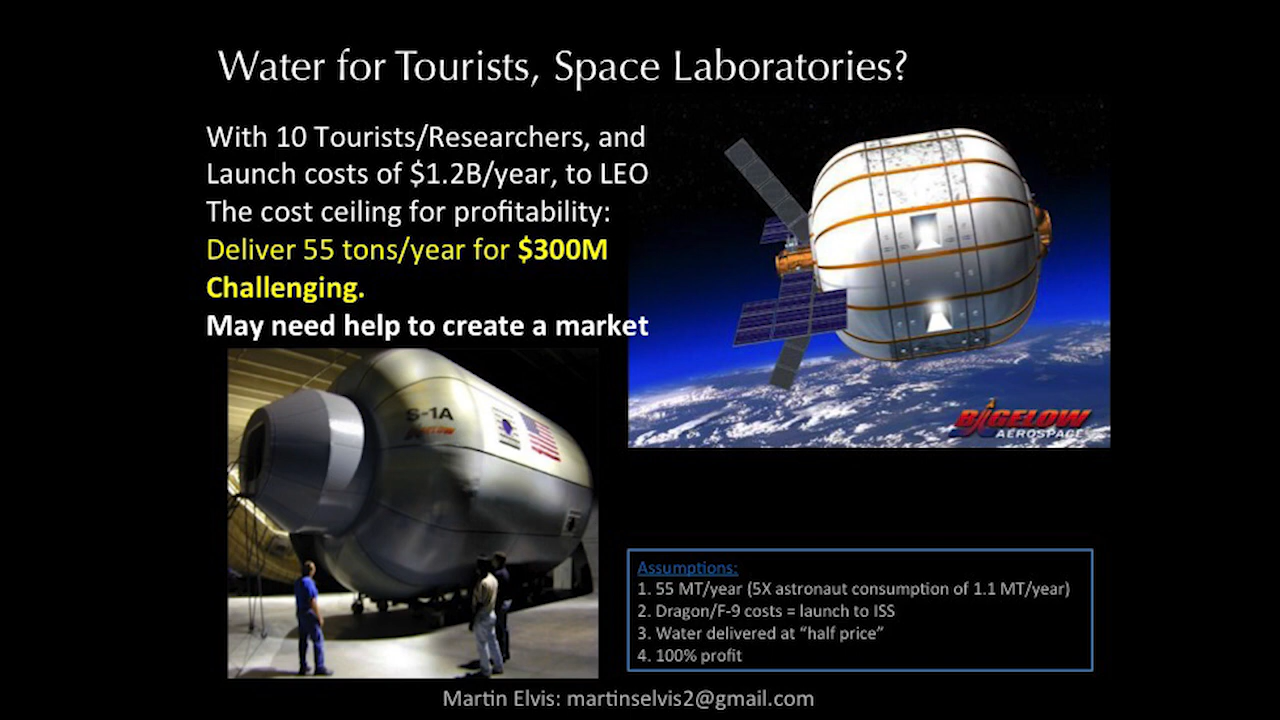 Water for Tourists, Space Laboratories?
With 10 Tourists/Researchers, and
Launch costs of $1.2B/year, to LEO
The cost ceiling for profitability:
Deliver 55 tons/year for $300M
Challenging.
May need help to create a market
S-1A
BIGELOW
BIGELOW
AEROSPACE
Assumptions:
1. 55 MT/year (5X astronaut consumption of 1.1 MT/year)
2. Dragon/F-9 costs = launch to ISS
3. Water delivered at “half price”
4. 100% profit
Martin Elvis: martinselvis2@gmail.com